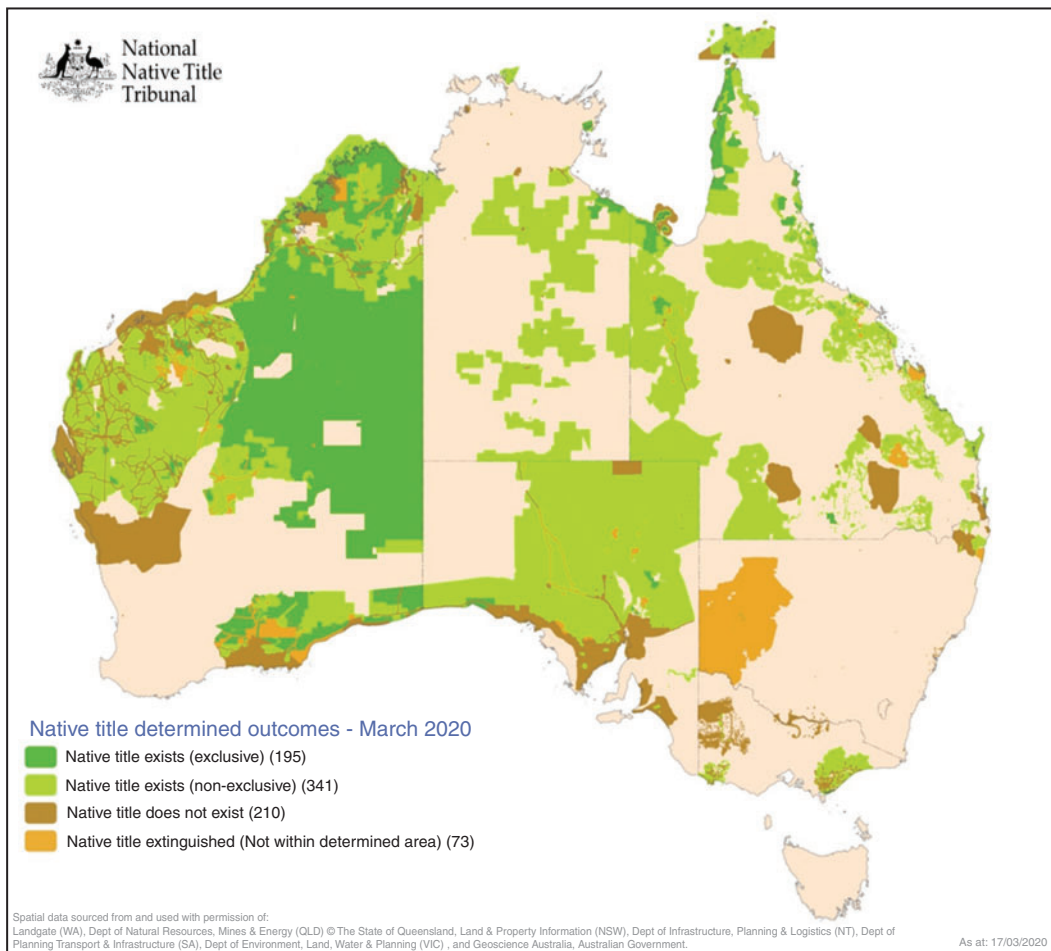 National
Native Title
Tribunal
Native title determined outcomes - March 2020
Native title exists (exclusive) (195)
Native title exists (non-exclusive) (341)
Native title does not exist (210)
Native title extinguished (Not within determined area) (73)
Spatial data sourced from and used with permission of:
Landgate (WA), Dept of Natural Resources, Mines & Energy (QLD) © The State of Queensland, Land & Property Information (NSW), Dept of Infrastructure, Planning & Logistics (NT), Dept of
Planning Transport & Infrastructure (SA), Dept of Environment, Land, Water & Planning (VIC) , and Geoscience Australia, Australian Government.
As at: 17/03/2020